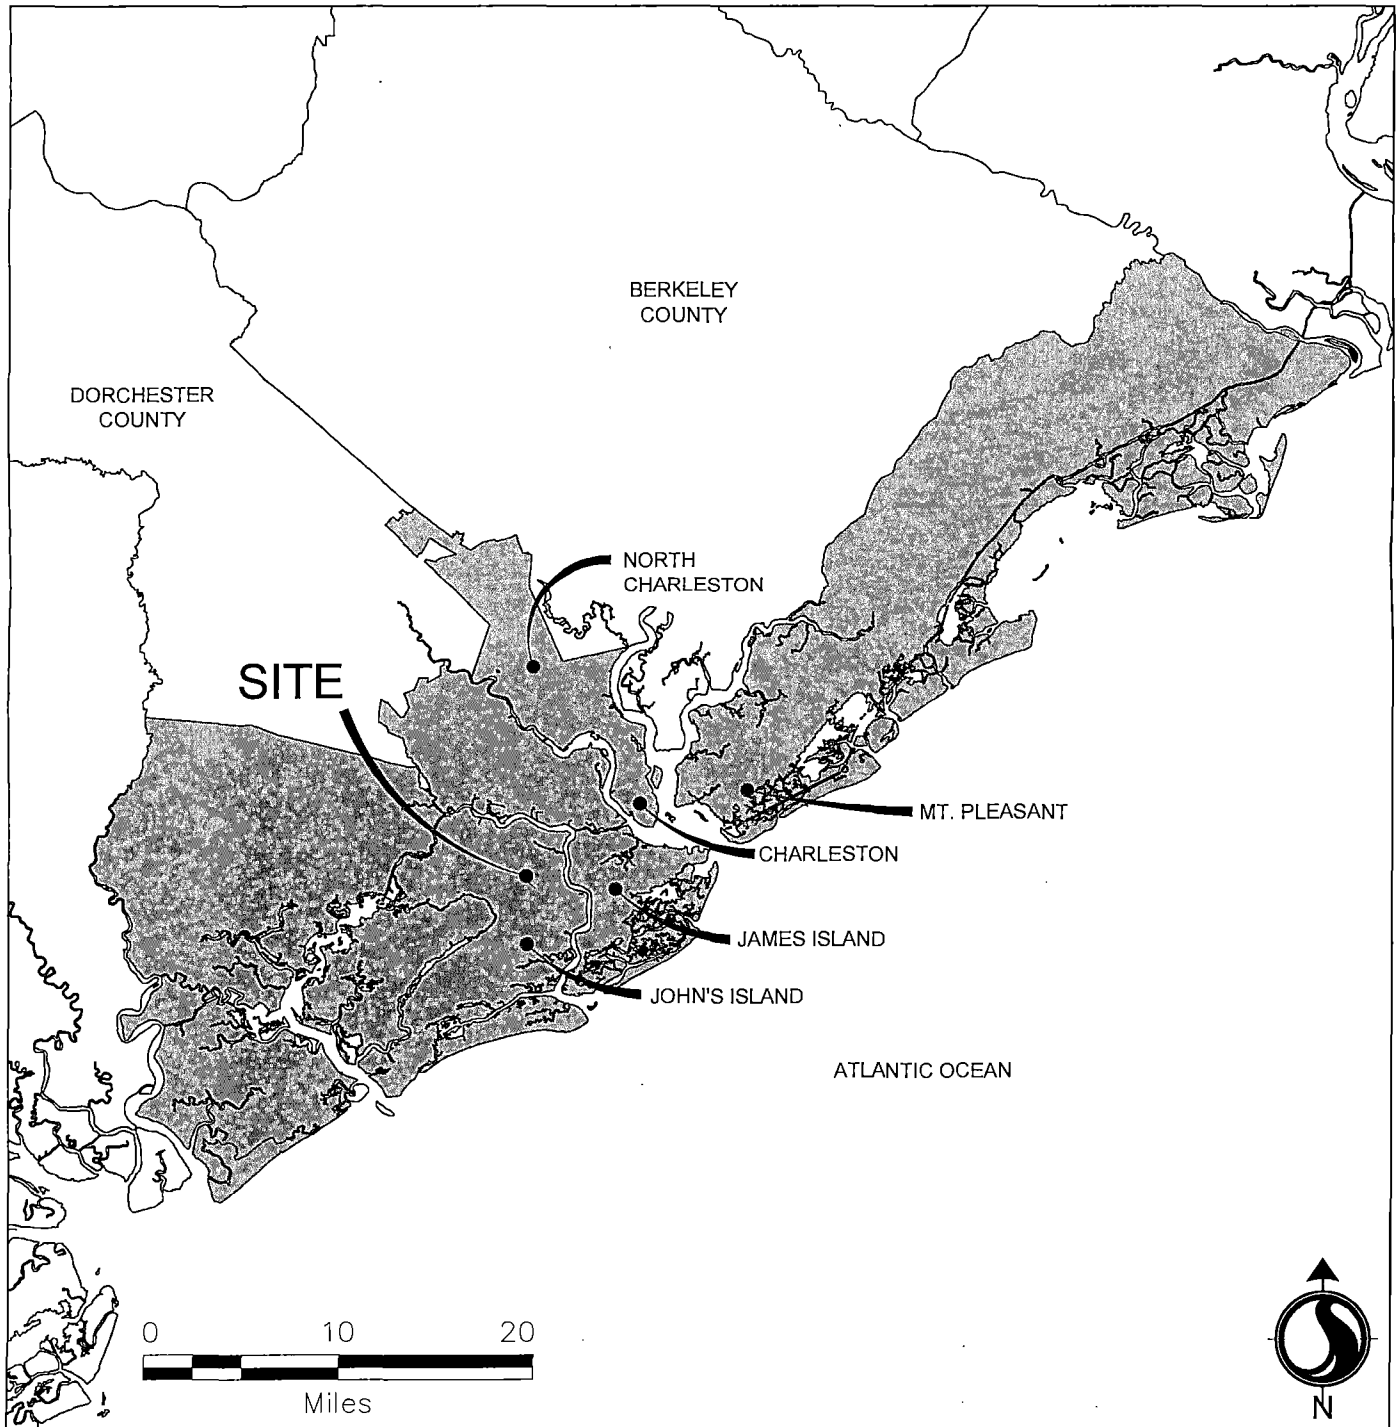 BERKELEY
COUNTY
DORCHESTER
COUNTY
NORTH
CHARLESTON
SITE
MT. PLEASANT
CHARLESTON
JAMES ISLAND
JOHN'S ISLAND
ATLANTIC OCEAN
0 10 20
Miles
N